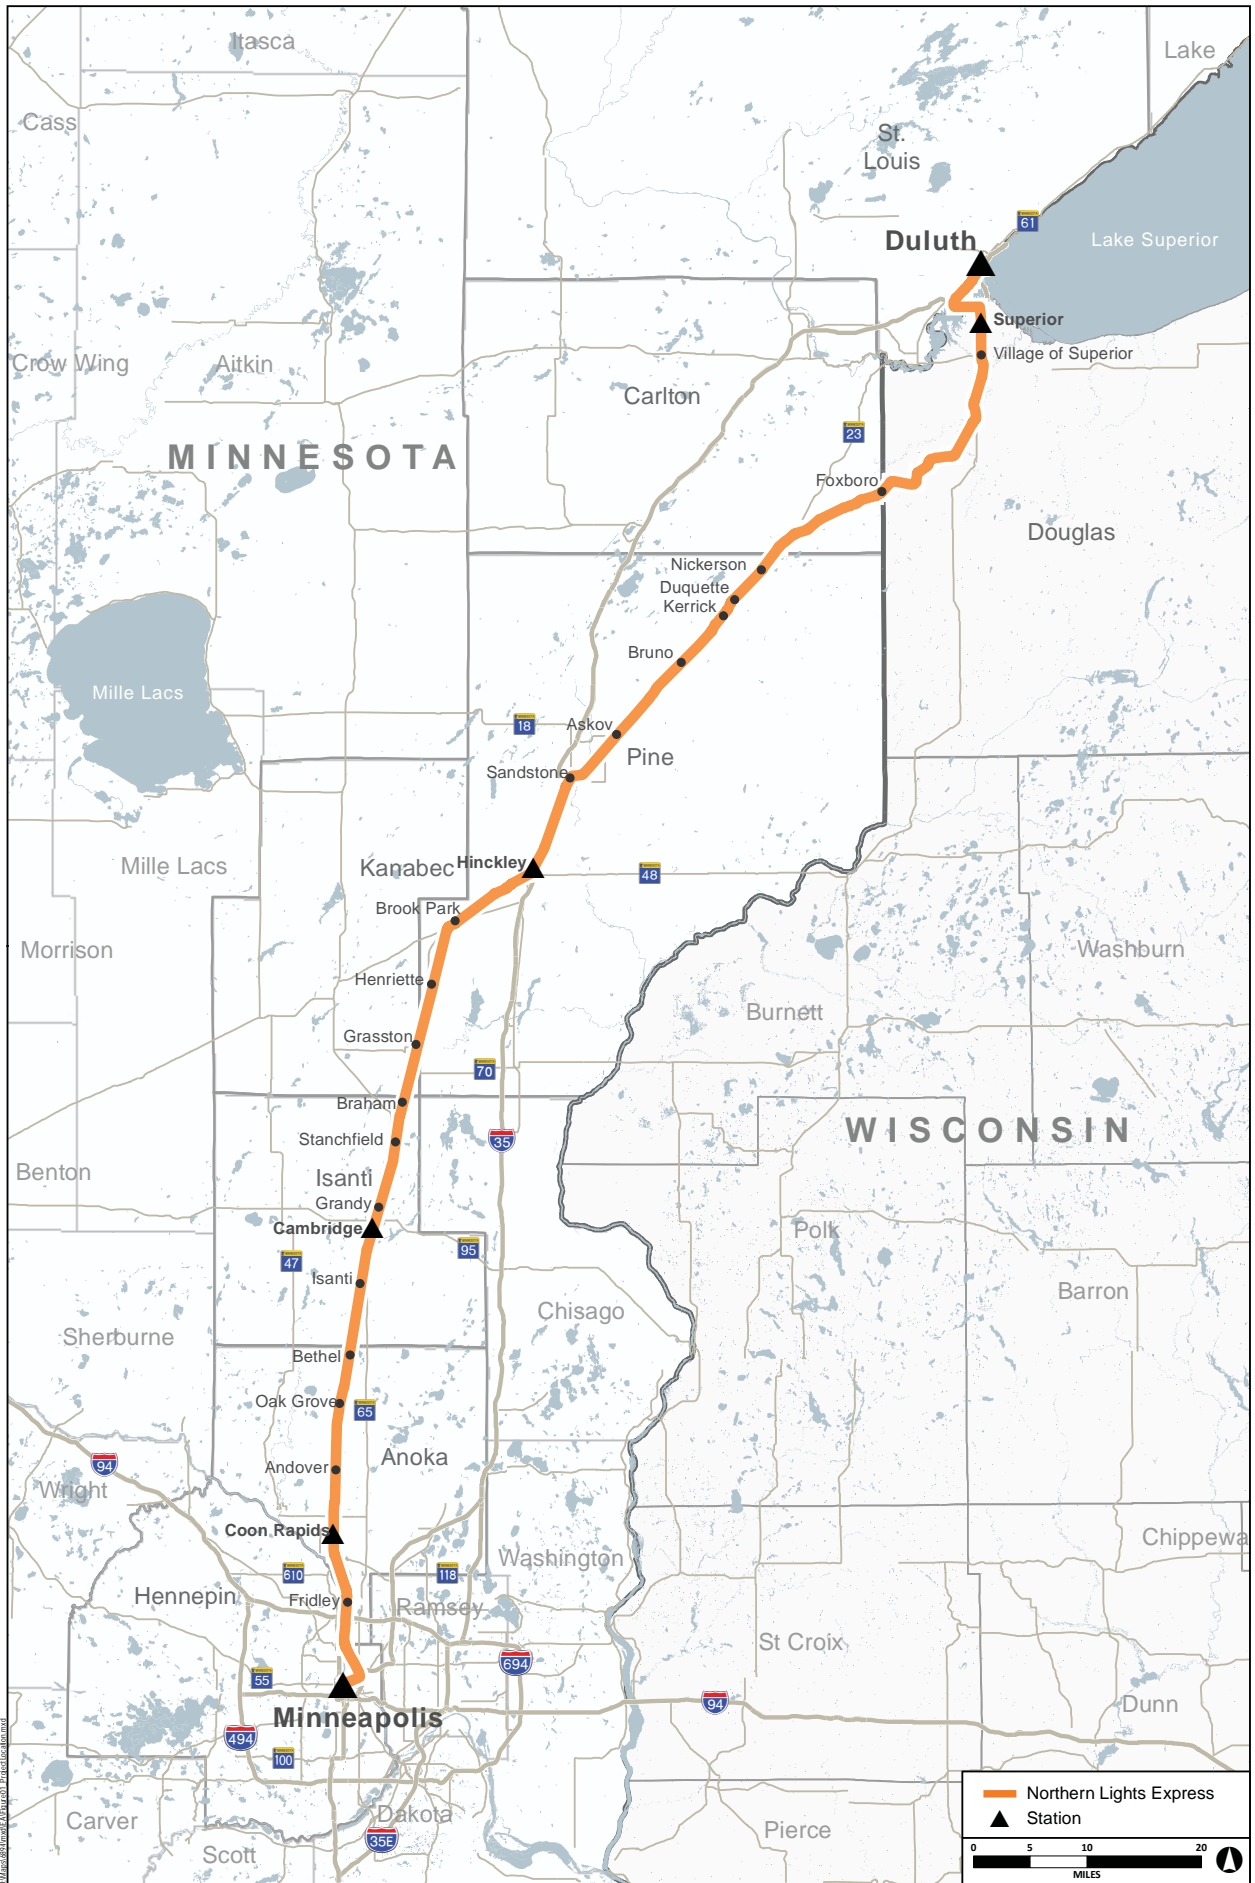 Itasca
Lake
Cass
St.
Louis
61
Duluth
Lake Superior
Superior
Village of Superior
Crow Wing
Aitkin
Carlton
23
MINNESOTA
Foxboro
Douglas
Nickerson
Duquette
Kerrick
Bruno
Mille Lacs
18
Askov
Pine
Sandstone
Mille Lacs
Kanabec
Hinckley
48
Brook Park
Morrison
Washburn
Henriette
Burnett
Grasston
70
Braham
WISCONSIN
Stanchfield
35
Benton
Isanti
Grandy
Cambridge
Polk
95
47
Isanti
Barron
Chisago
Sherburne
Bethel
Oak Grove
65
Anoka
94
Andover
Wright
Coon Rapids
Chippewa
Washington
610
118
Hennepin
Fridley
Ramsey
St Croix
694
55
94
Dunn
Minneapolis
494
100
Northern Lights Express
Station
Carver
Dakota
Pierce
35E
Scott
0 5 10 20
MILES